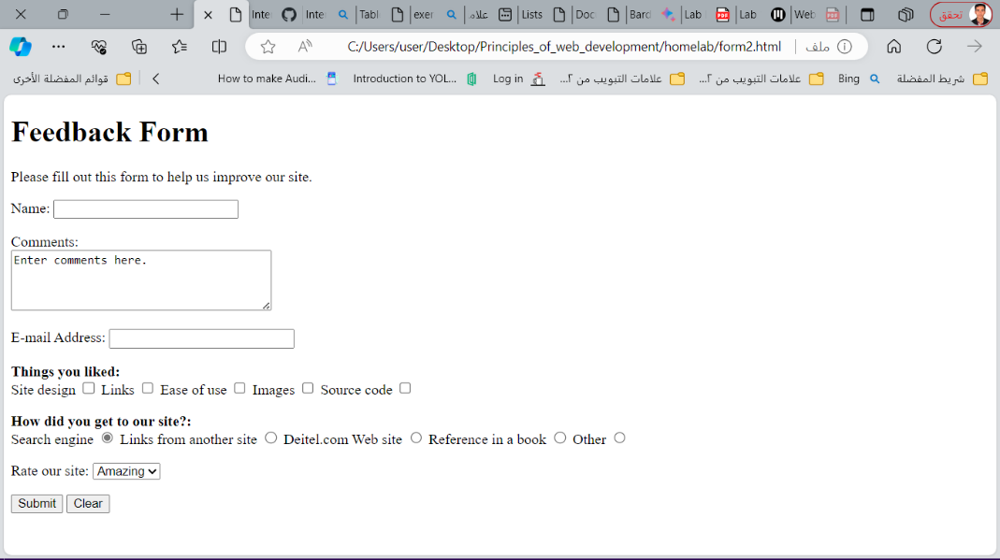 Inte
Inte
Tabl
exer
علام
Lists
Doc
Bard
Lab
Lab
Web
تحقق
C:/Users/user/Desktop/Principles_of_web_development/homelab/form2.html
ملف
قوائم المفضلة الأخرى
How to make Audi...
Introduction to YOL...
Log in
علامات التبويب من ٢...
علامات التبويب من ٢...
Bing
شريط المفضلة
Feedback Form
Please fill out this form to help us improve our site.
Name:
Comments:
Enter comments here.
E-mail Address:
Things you liked:
Site design Links Ease of use Images Source code
How did you get to our site?:
Search engine Links from another site Deitel.com Web site Reference in a book Other
Rate our site: Amazing
Submit Clear